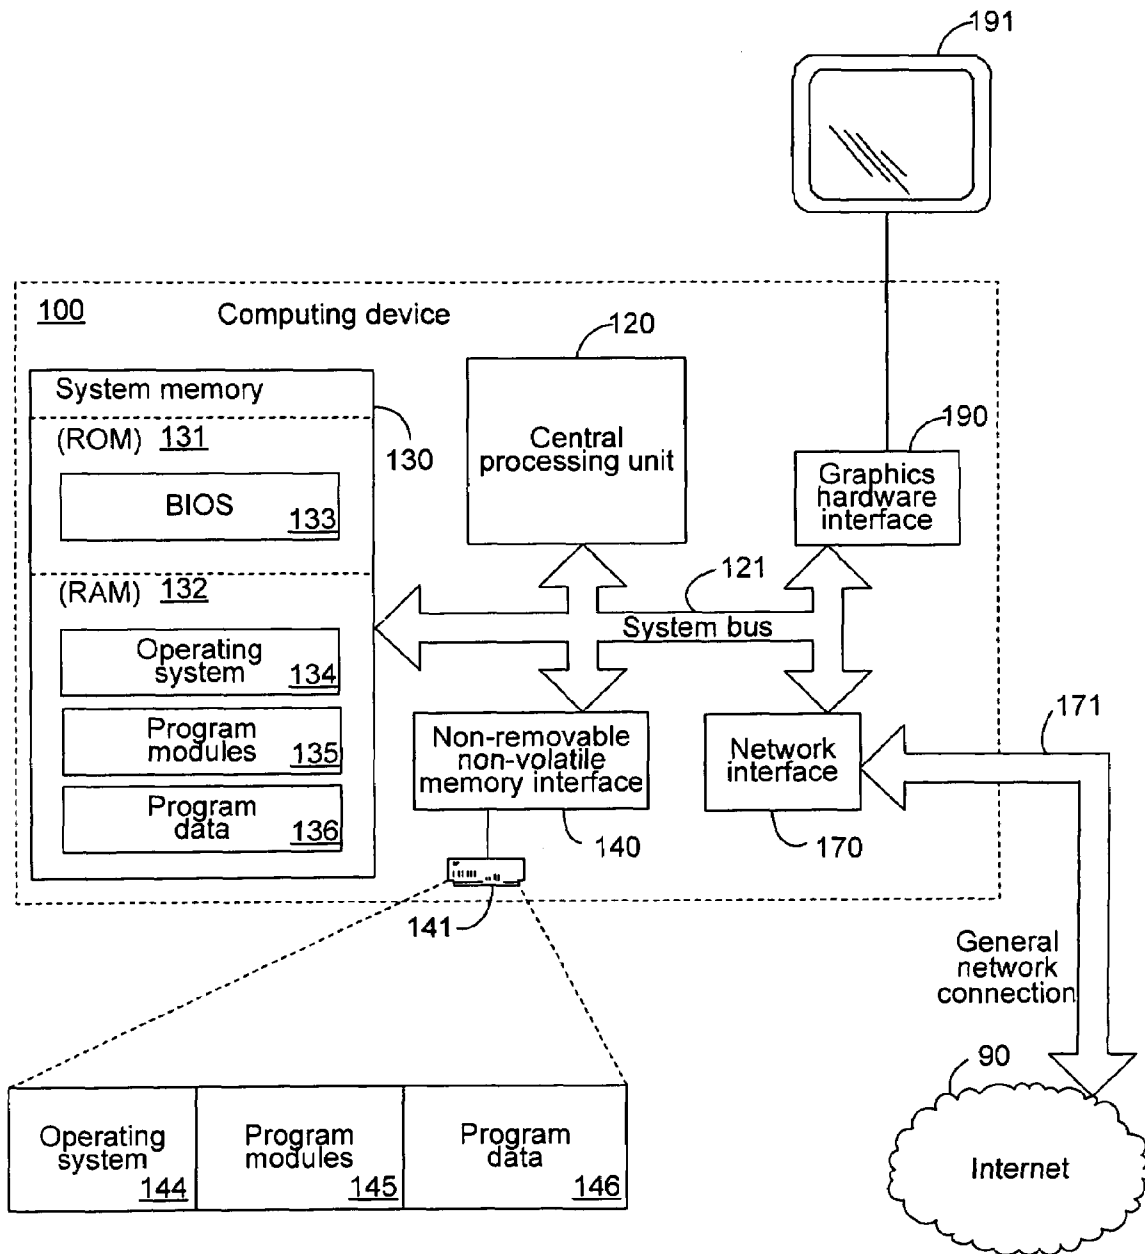 191
100 Computing device
120
System memory
130
(ROM) 131
BIOS 133
Central
processing unit
190
Graphics
hardware
interface
(RAM) 132
121
System bus
Operating
system 134
Program
modules 135
Program
data 136
Non-removable
non-volatile
memory interface
140
Network
interface
170
171
141
General
network
connection
90
Internet
Operating
system 144
Program
modules 145
Program
data 146